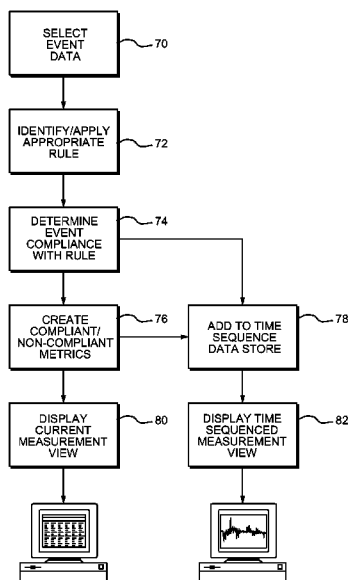 SELECT
EVENT
DATA
70
IDENTIFY/APPLY
APPROPRIATE
RULE
72
DETERMINE
EVENT
COMPLIANCE
WITH RULE
74
CREATE
COMPLIANT/
NON-COMPLIANT
METRICS
76
ADD TO TIME
SEQUENCE
DATA STORE
78
DISPLAY
CURRENT
MEASUREMENT
VIEW
80
DISPLAY TIME
SEQUENCED
MEASUREMENT
VIEW
82